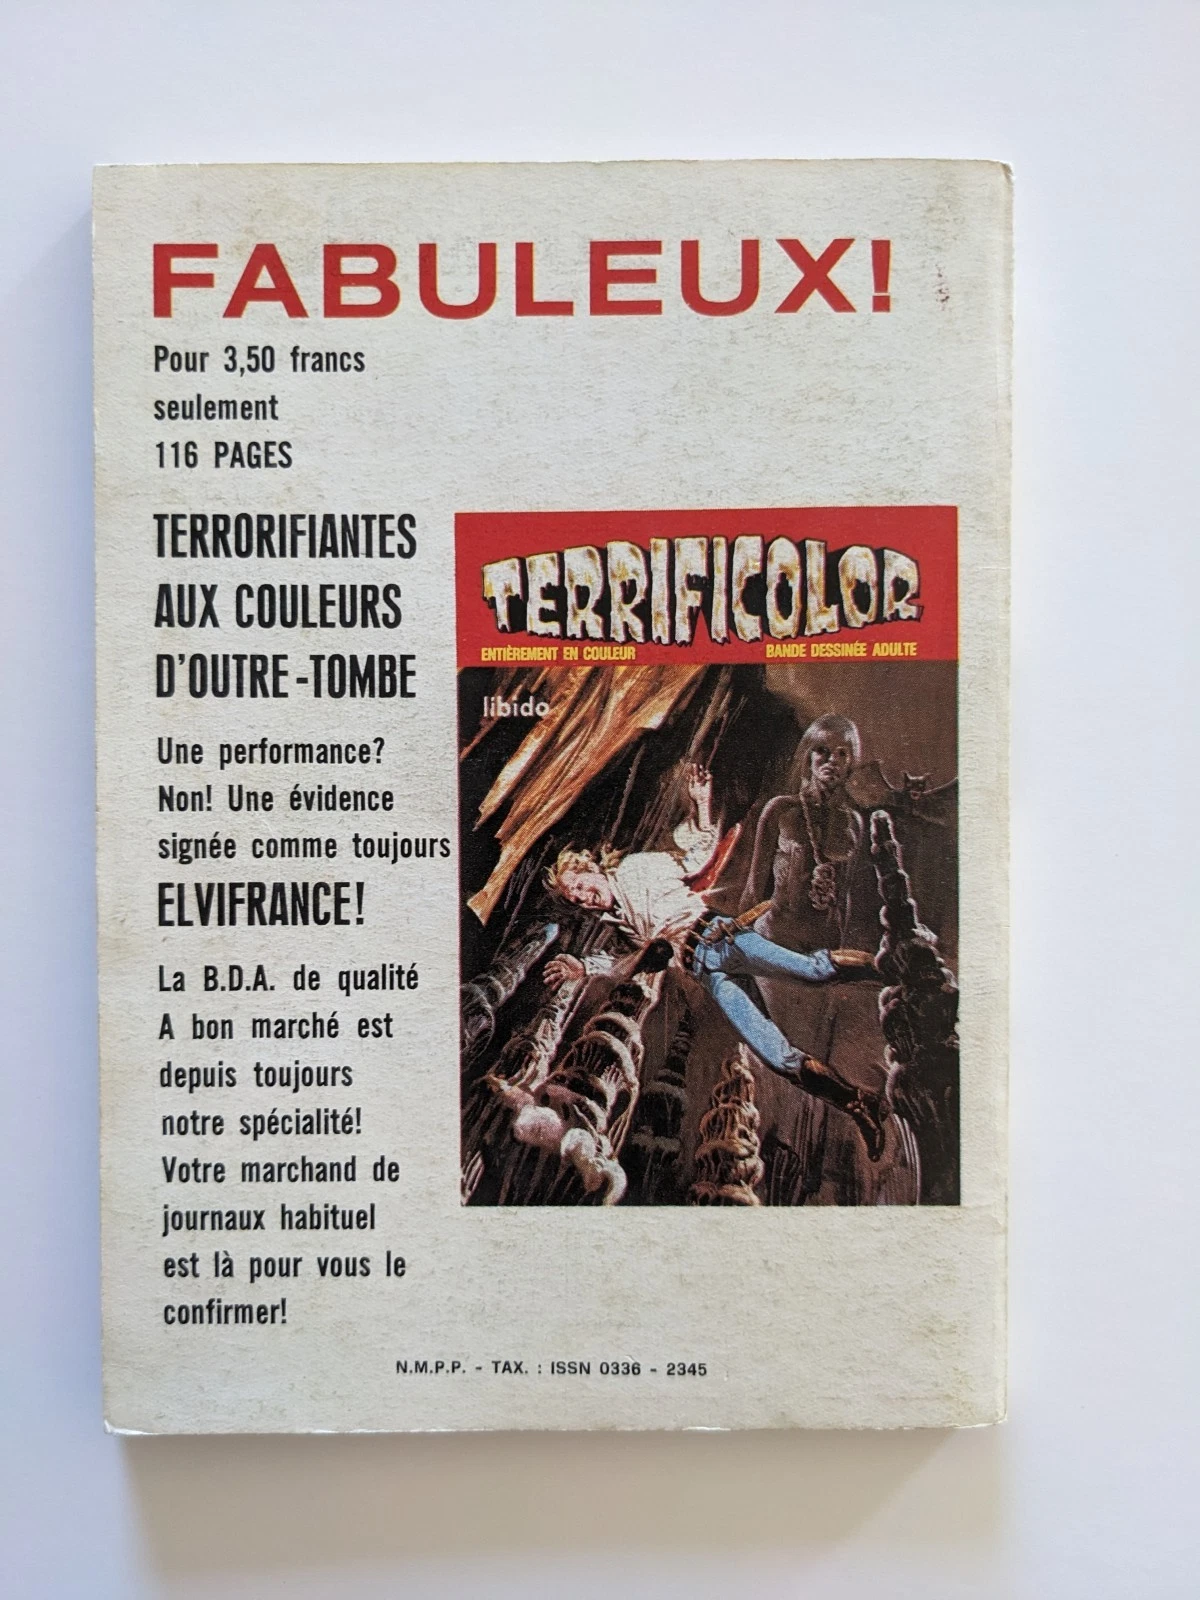 FABULEUX!
Pour 3,50 francs
seulement
116 PAGES
TERRORIFIANTES
AUX COULEURS
D'OUTRE-TOMBE
Une performance?
Non! Une évidence
signée comme toujours
ELVIFRANCE!
La B.D.A. de qualité
A bon marché est
depuis toujours
notre spécialité!
Votre marchand de
journaux habituel
est là pour vous le
confirmer!
TERRIFICOLOR
ENTIÈREMENT EN COULEUR
BANDE DESSINÉE ADULTE
libido
N.M.P.P. - TAX. : ISSN 0336 - 2345